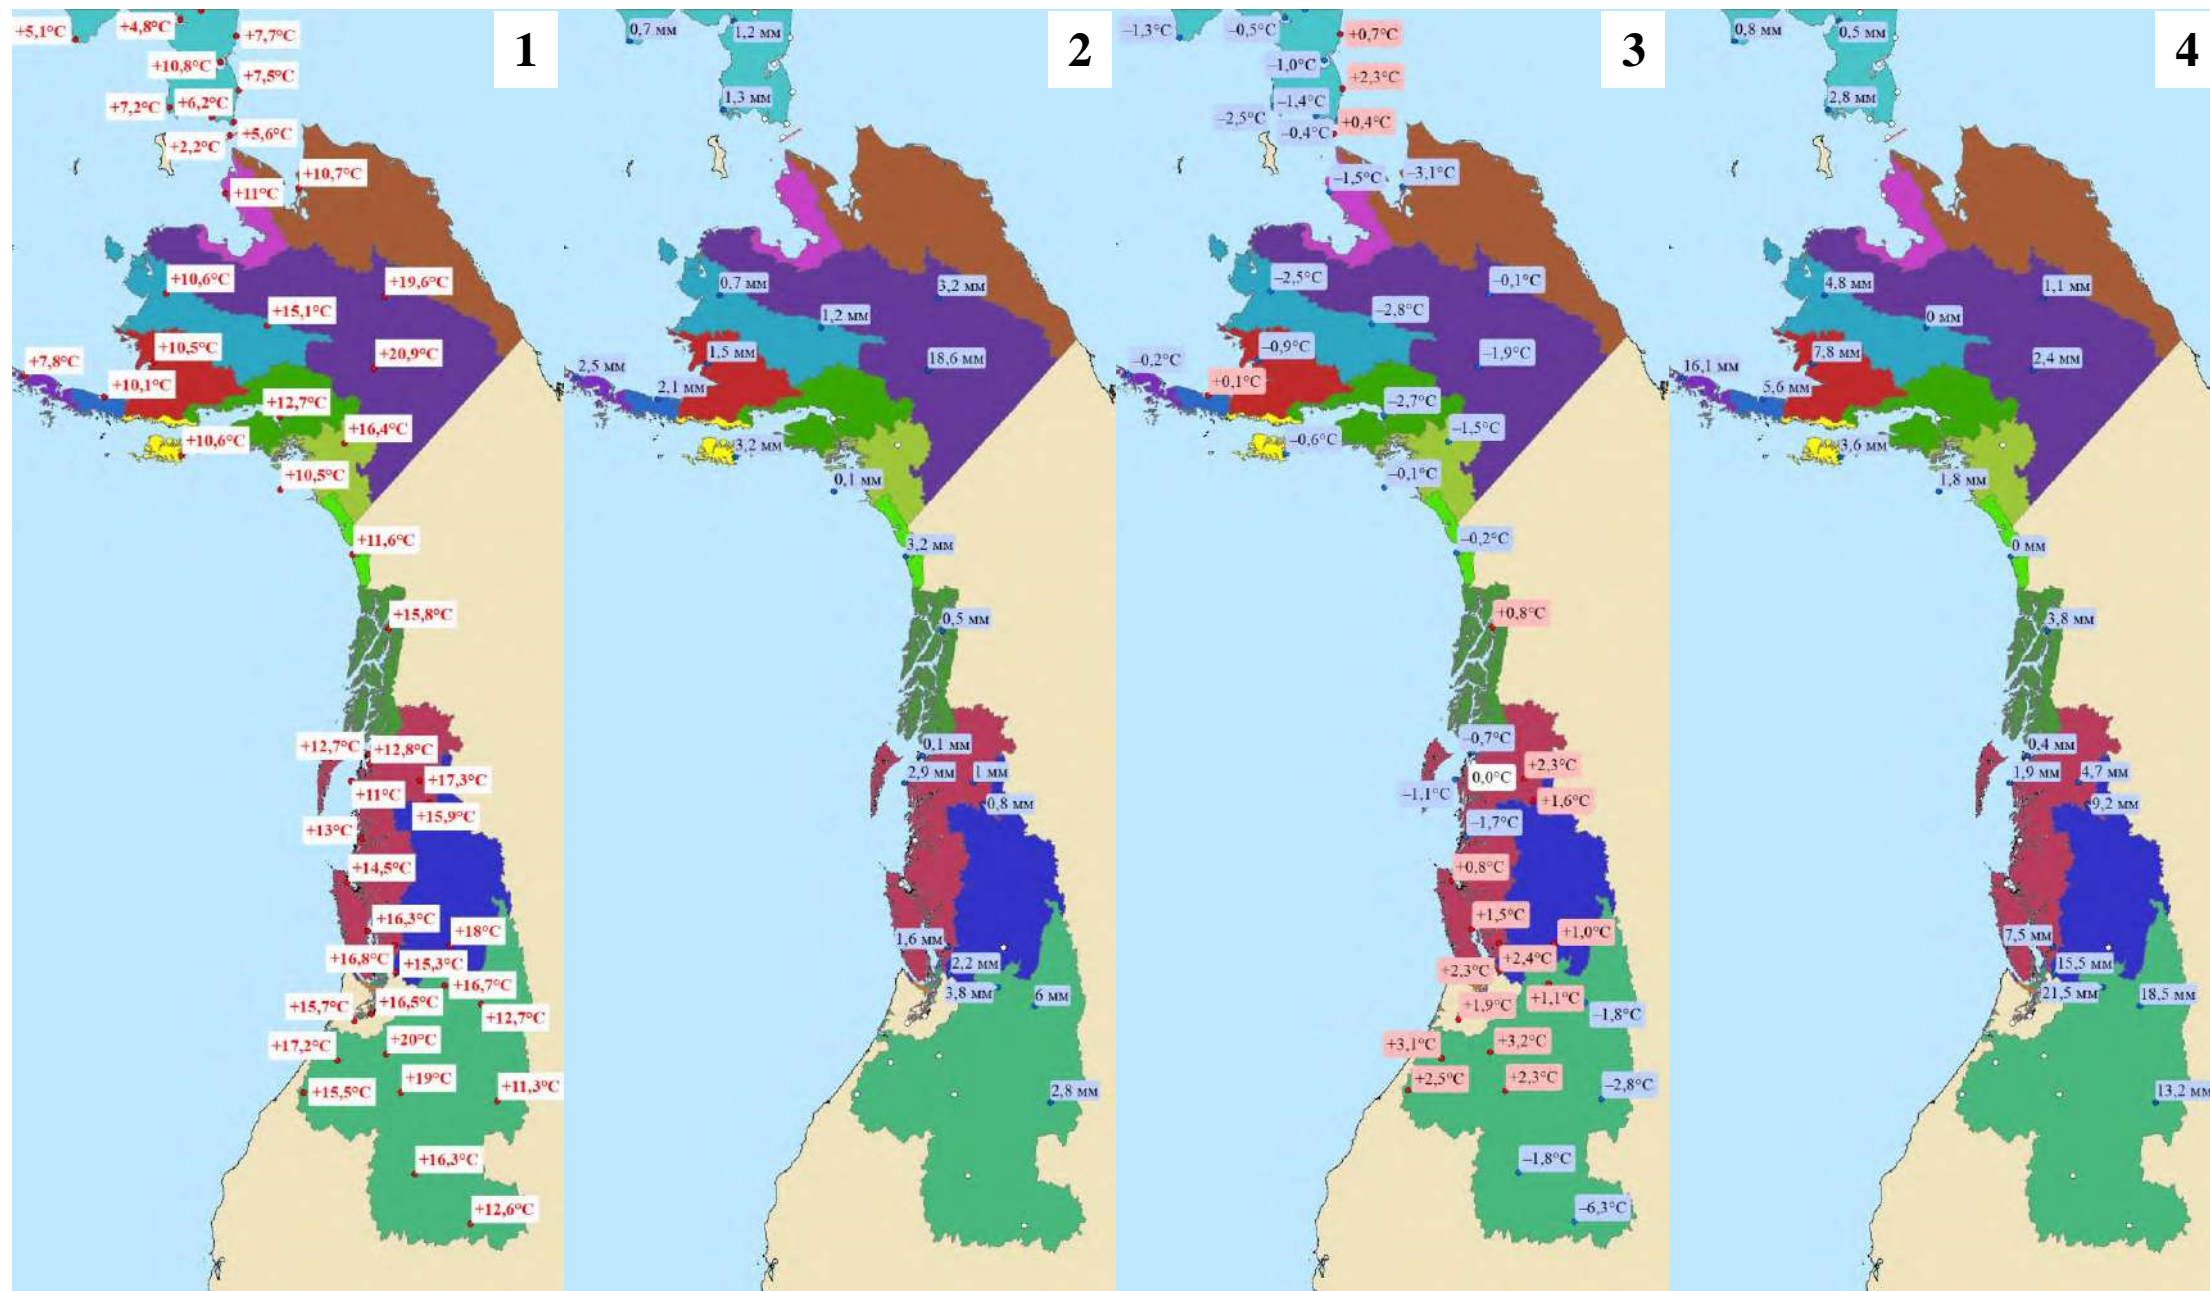 1
+5,1°C
+4,8°C
+7,7°C
+10,8°C
+7,5°C
+7,2°C
+6,2°C
+5,6°C
+2,2°C
+10,7°C
+11°C
+10,6°C
+19,6°C
+15,1°C
+10,5°C
+20,9°C
+7,8°C
+10,1°C
+12,7°C
+16,4°C
+10,6°C
+10,5°C
+11,6°C
+15,8°C
+12,7°C
+12,8°C
+17,3°C
+11°C
+15,9°C
+13°C
+14,5°C
+16,3°C
+18°C
+16,8°C
+15,3°C
+16,7°C
+16,5°C
+15,7°C
+12,7°C
+20°C
+17,2°C
+19°C
+15,5°C
+11,3°C
+16,3°C
+12,6°C
2
0,7 мм
1,2 мм
1,3 мм
0,7 мм
3,2 мм
1,2 мм
1,5 мм
18,6 мм
2,5 мм
2,1 мм
3,2 мм
0,1 мм
3,2 мм
0,5 мм
0,1 мм
2,9 мм
1 мм
0,8 мм
1,6 мм
2,2 мм
3,8 мм
6 мм
2,8 мм
3
–1,3°C
–0,5°C
+0,7°C
–1,0°C
+2,3°C
–1,4°C
–2,5°C
+0,4°C
–0,4°C
–1,5°C
–3,1°C
–2,5°C
–0,1°C
–2,8°C
–0,9°C
–1,9°C
–0,2°C
+0,1°C
–2,7°C
–1,5°C
–0,6°C
–0,1°C
–0,2°C
+0,8°C
–0,7°C
+2,3°C
0,0°C
–1,1°C
+1,6°C
–1,7°C
+0,8°C
+1,5°C
+1,0°C
+2,4°C
+2,3°C
+1,1°C
+1,9°C
–1,8°C
+3,1°C
+3,2°C
+2,5°C
+2,3°C
–2,8°C
–1,8°C
–6,3°C
4
0,8 мм
0,5 мм
2,8 мм
4,8 мм
1,1 мм
0 мм
7,8 мм
2,4 мм
16,1 мм
5,6 мм
3,6 мм
1,8 мм
0 мм
3,8 мм
0,4 мм
1,9 мм
4,7 мм
9,2 мм
7,5 мм
15,5 мм
21,5 мм
18,5 мм
13,2 мм